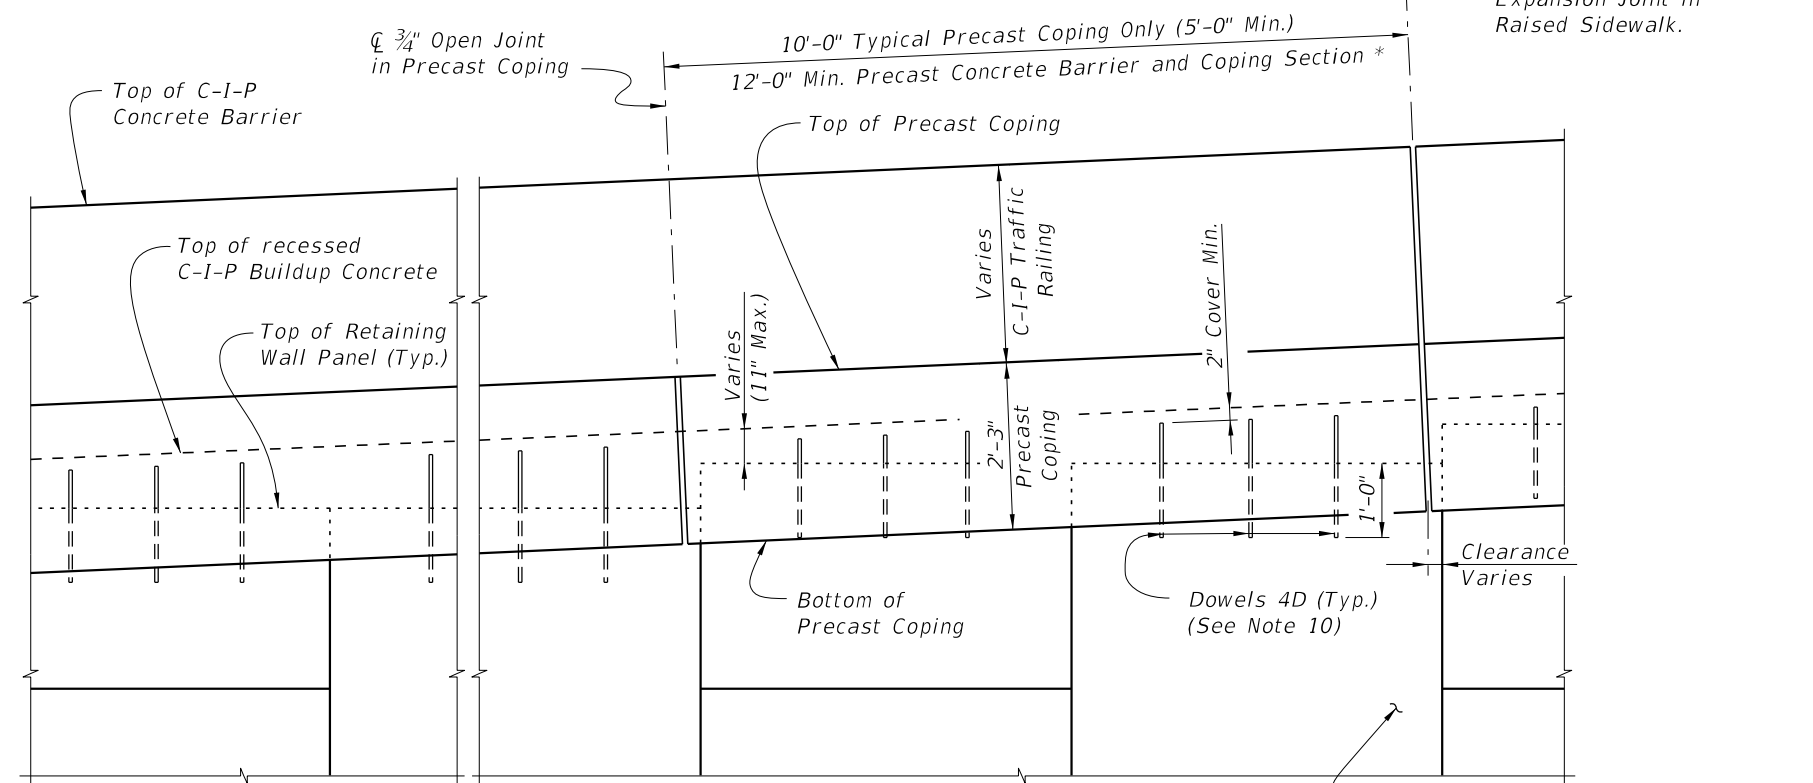 Expansion Joint in
Raised Sidewalk.
℄ ¾" Open Joint
in Precast Coping
10'-0" Typical Precast Coping Only (5'-0" Min.)
12'-0" Min. Precast Concrete Barrier and Coping Section *
Top of C-I-P
Concrete Barrier
Top of Precast Coping
Top of recessed
C-I-P Buildup Concrete
Top of Retaining
Wall Panel (Typ.)
Varies
(11" Max.)
Varies
C-I-P Traffic
Railing
2" Cover Min.
2'-3"
Precast
Coping
1'-0"
Clearance
Varies
Bottom of
Precast Coping
Dowels 4D (Typ.)
(See Note 10)